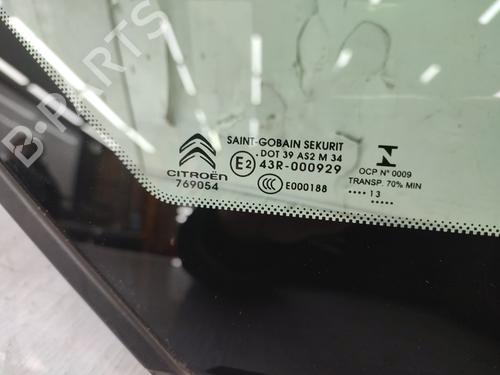 SAINT-GOBAIN SEKURIT
DOT 39 AS2 M 34
E2 43R-000929
CCC E000188
CITROËN
769054
N
OCP N° 0009
TRANSP. 70% MIN
.... 13 .....
B-PARTS